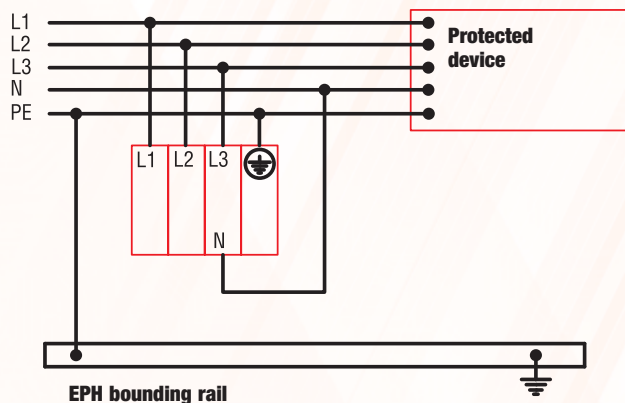 L1
L2
L3
N
PE
Protected
device
L1 L2 L3
N
EPH bounding rail